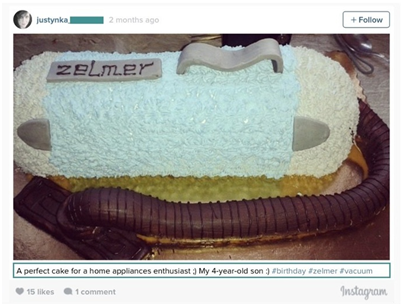 justynka_
2 months ago
+ Follow
zelmer
A perfect cake for a home appliances enthusiast ;) My 4-year-old son :) #birthday #zelmer #vacuum
15 likes 1 comment
Instagram